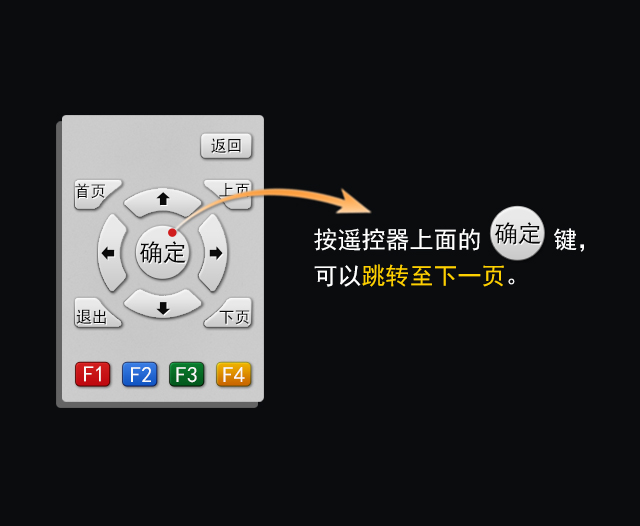 返回
首页
上页
确定
退出
下页
F1 F2 F3 F4
按遥控器上面的 确定 键，
可以跳转至下一页。